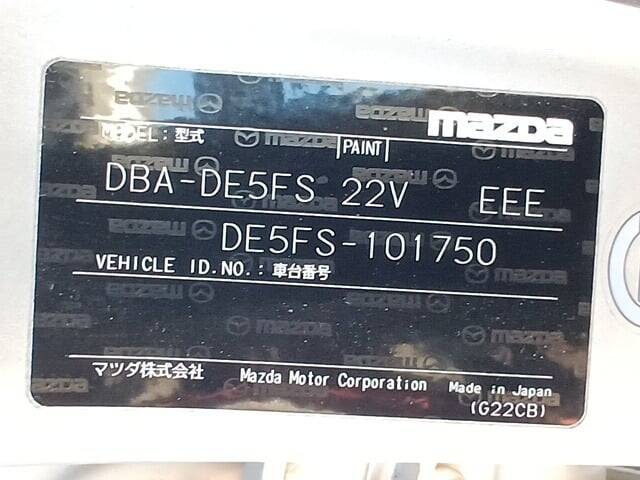 mazda
MODEL:型式 PAINT
DBA-DE5FS 22V EEE
DE5FS-101750
VEHICLE ID.NO.:車台番号
マツダ株式会社 Mazda Motor Corporation Made in Japan
(G22CB)